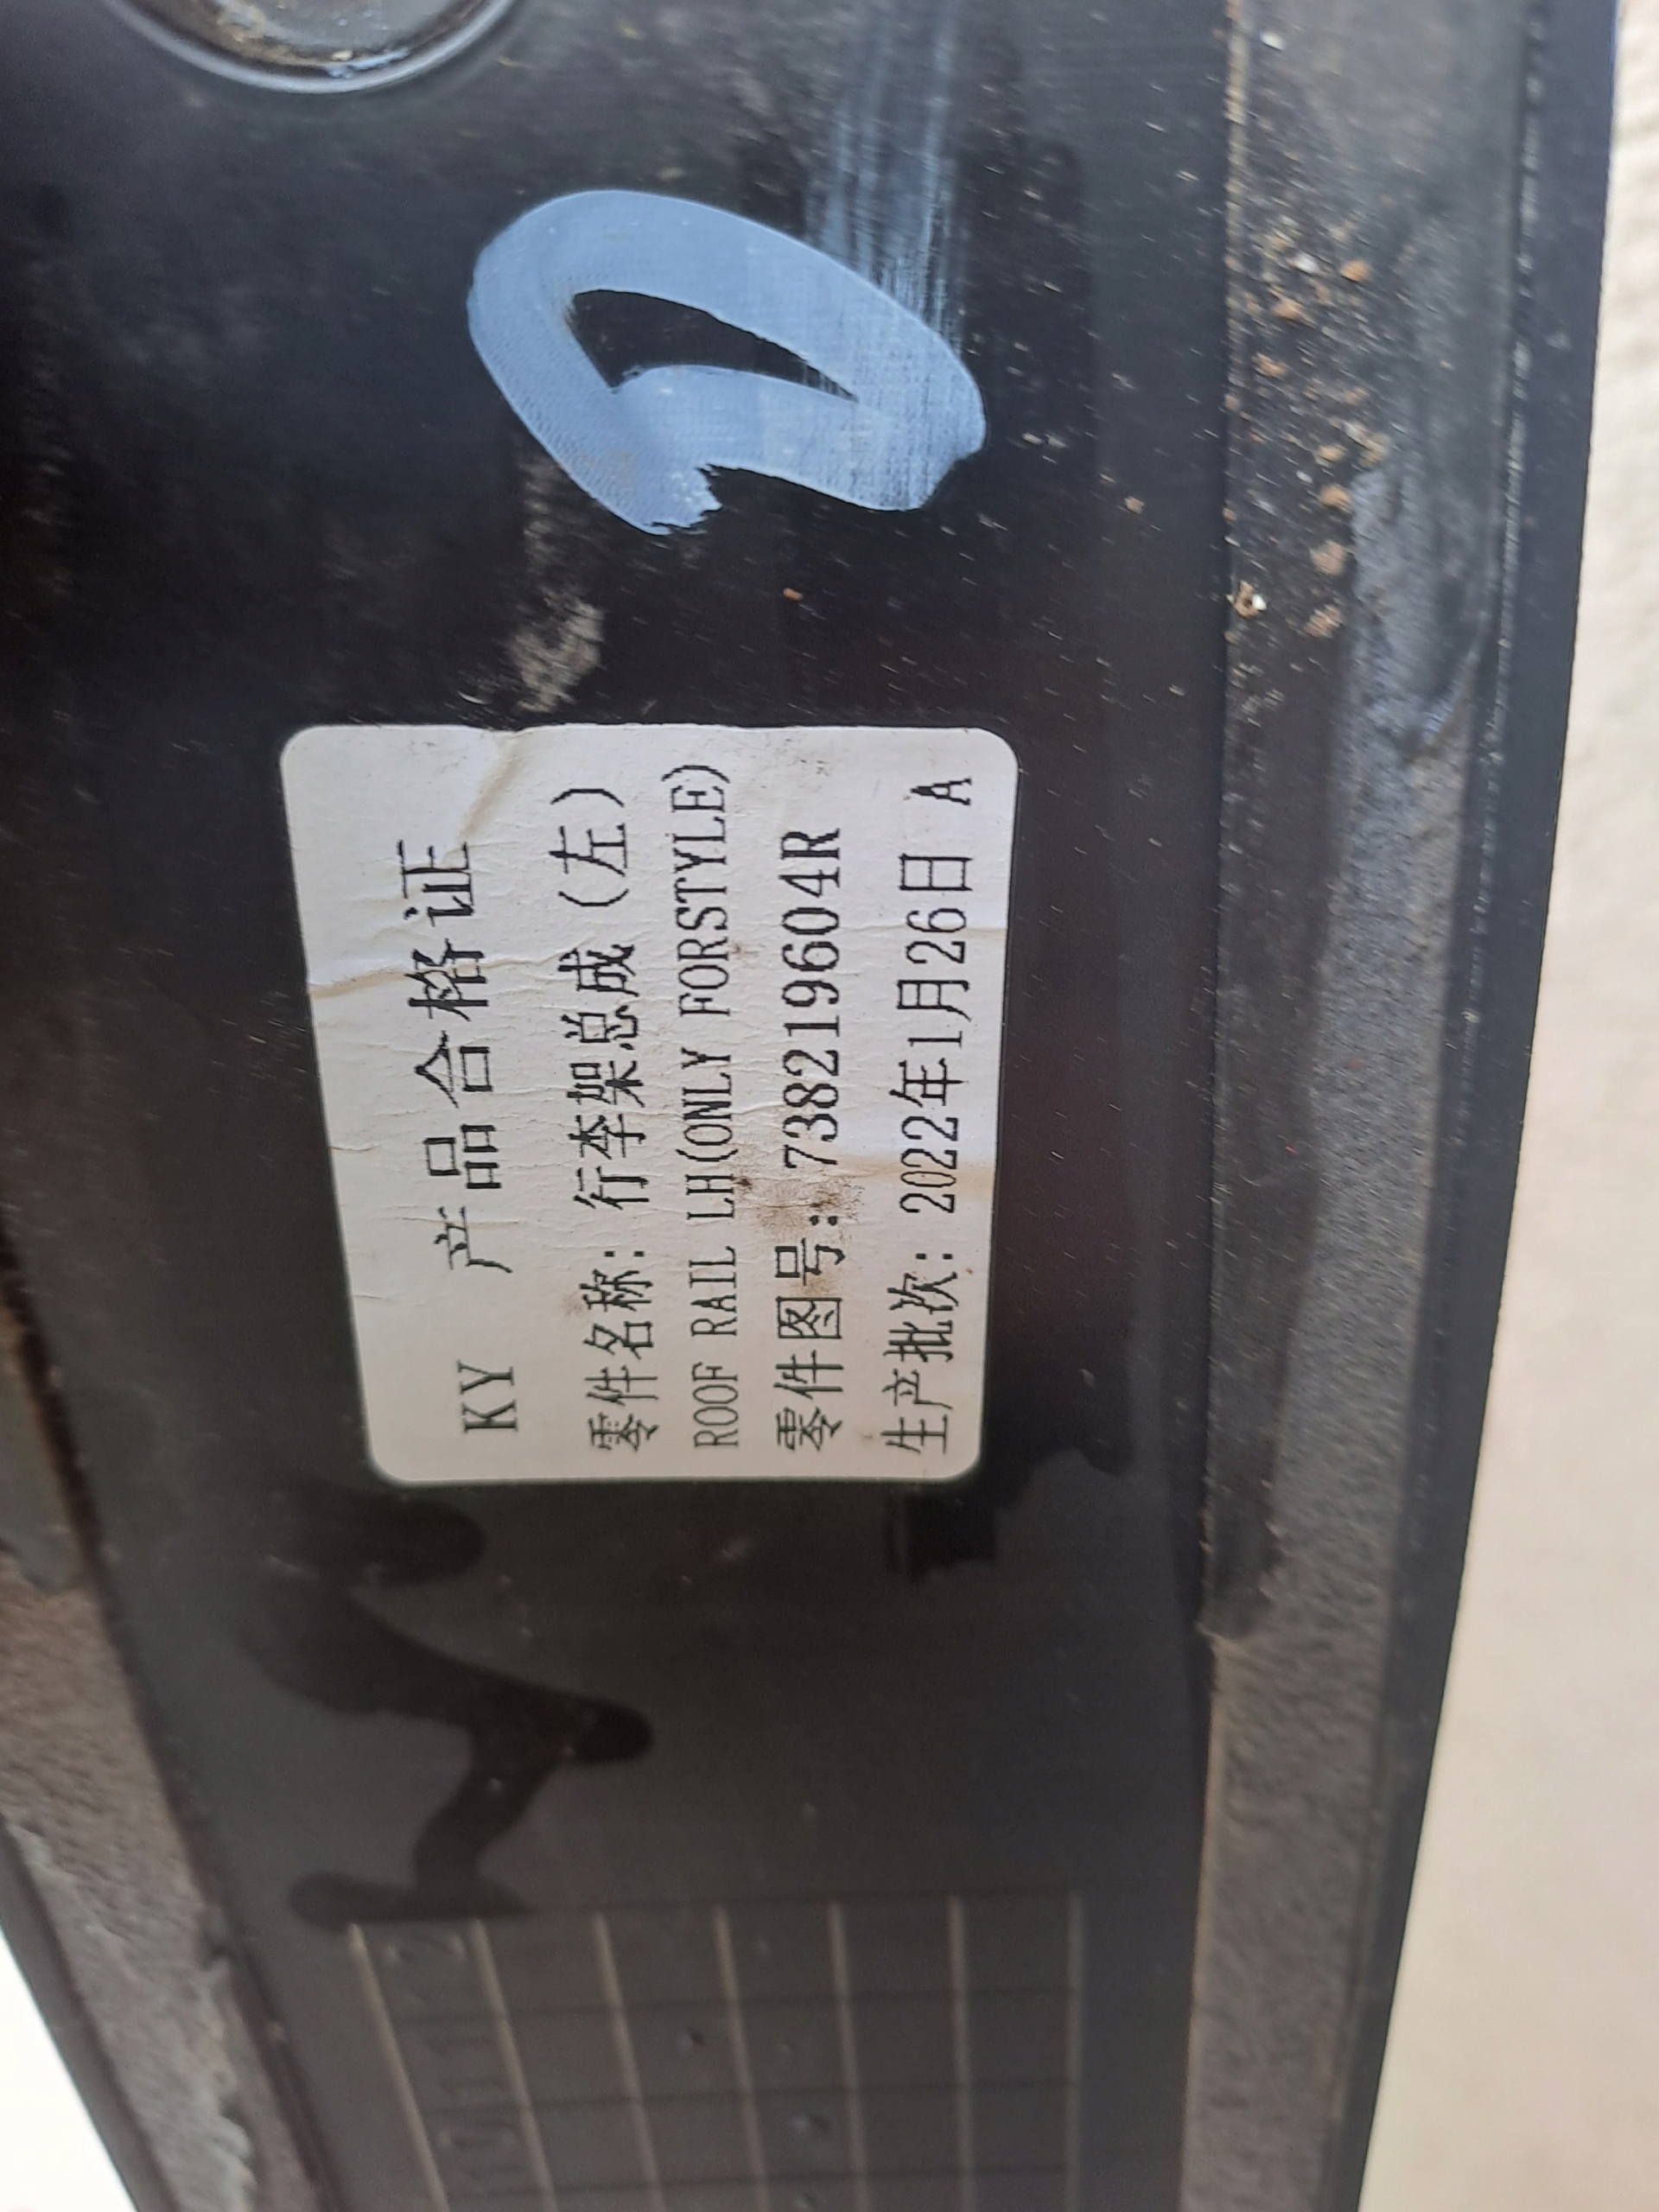 KY 产品合格证
零件名称：行李架总成（左）
ROOF RAIL LH(ONLY FORSTYLE)
零件图号：738219604R
生产批次：2022年1月26日 A